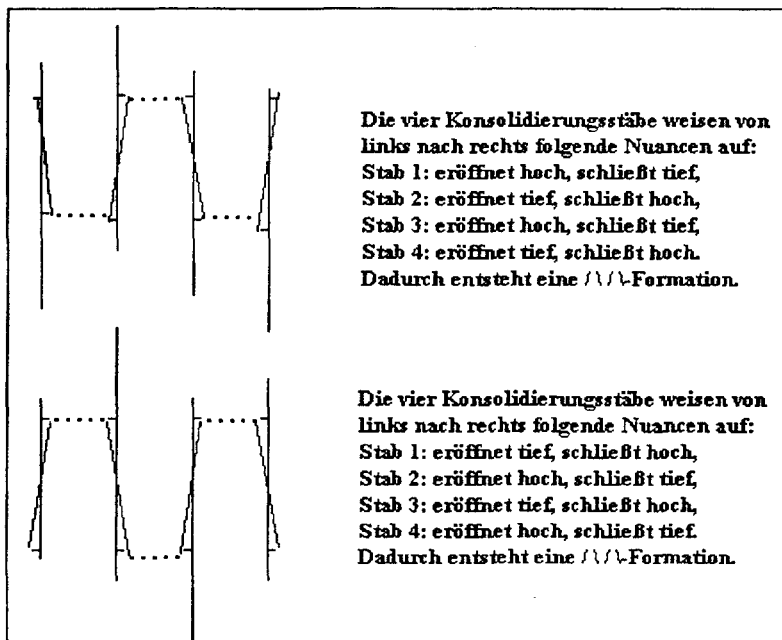 Die vier Konsolidierungsstäbe weisen von
links nach rechts folgende Nuancen auf:
Stab 1: eröffnet hoch, schließt tief,
Stab 2: eröffnet tief, schließt hoch,
Stab 3: eröffnet hoch, schließt tief,
Stab 4: eröffnet tief, schließt hoch.
Dadurch entsteht eine /\/\-Formation.
Die vier Konsolidierungsstäbe weisen von
links nach rechts folgende Nuancen auf:
Stab 1: eröffnet tief, schließt hoch,
Stab 2: eröffnet hoch, schließt tief,
Stab 3: eröffnet tief, schließt hoch,
Stab 4: eröffnet hoch, schließt tief.
Dadurch entsteht eine /\/\-Formation.